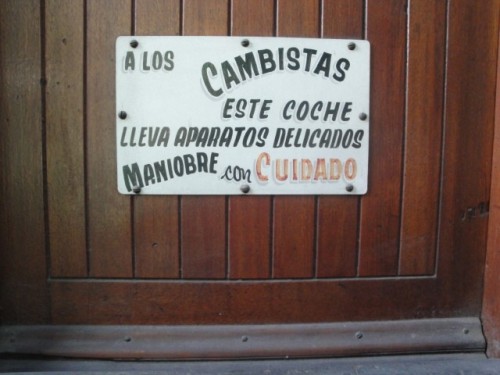 A LOS CAMBISTAS
ESTE COCHE
LLEVA APARATOS DELICADOS
MANIOBRE con CUIDADO